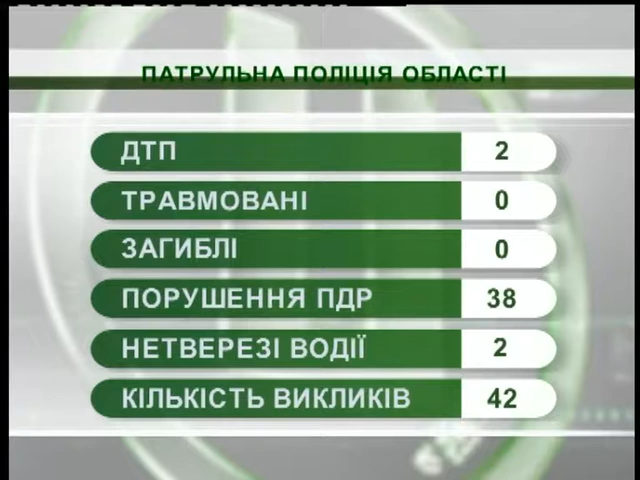 ПАТРУЛЬНА ПОЛІЦІЯ ОБЛАСТІ
ДТП 2
ТРАВМОВАНІ 0
ЗАГИБЛІ 0
ПОРУШЕННЯ ПДР 38
НЕТВЕРЕЗІ ВОДІЇ 2
КІЛЬКІСТЬ ВИКЛИКІВ 42